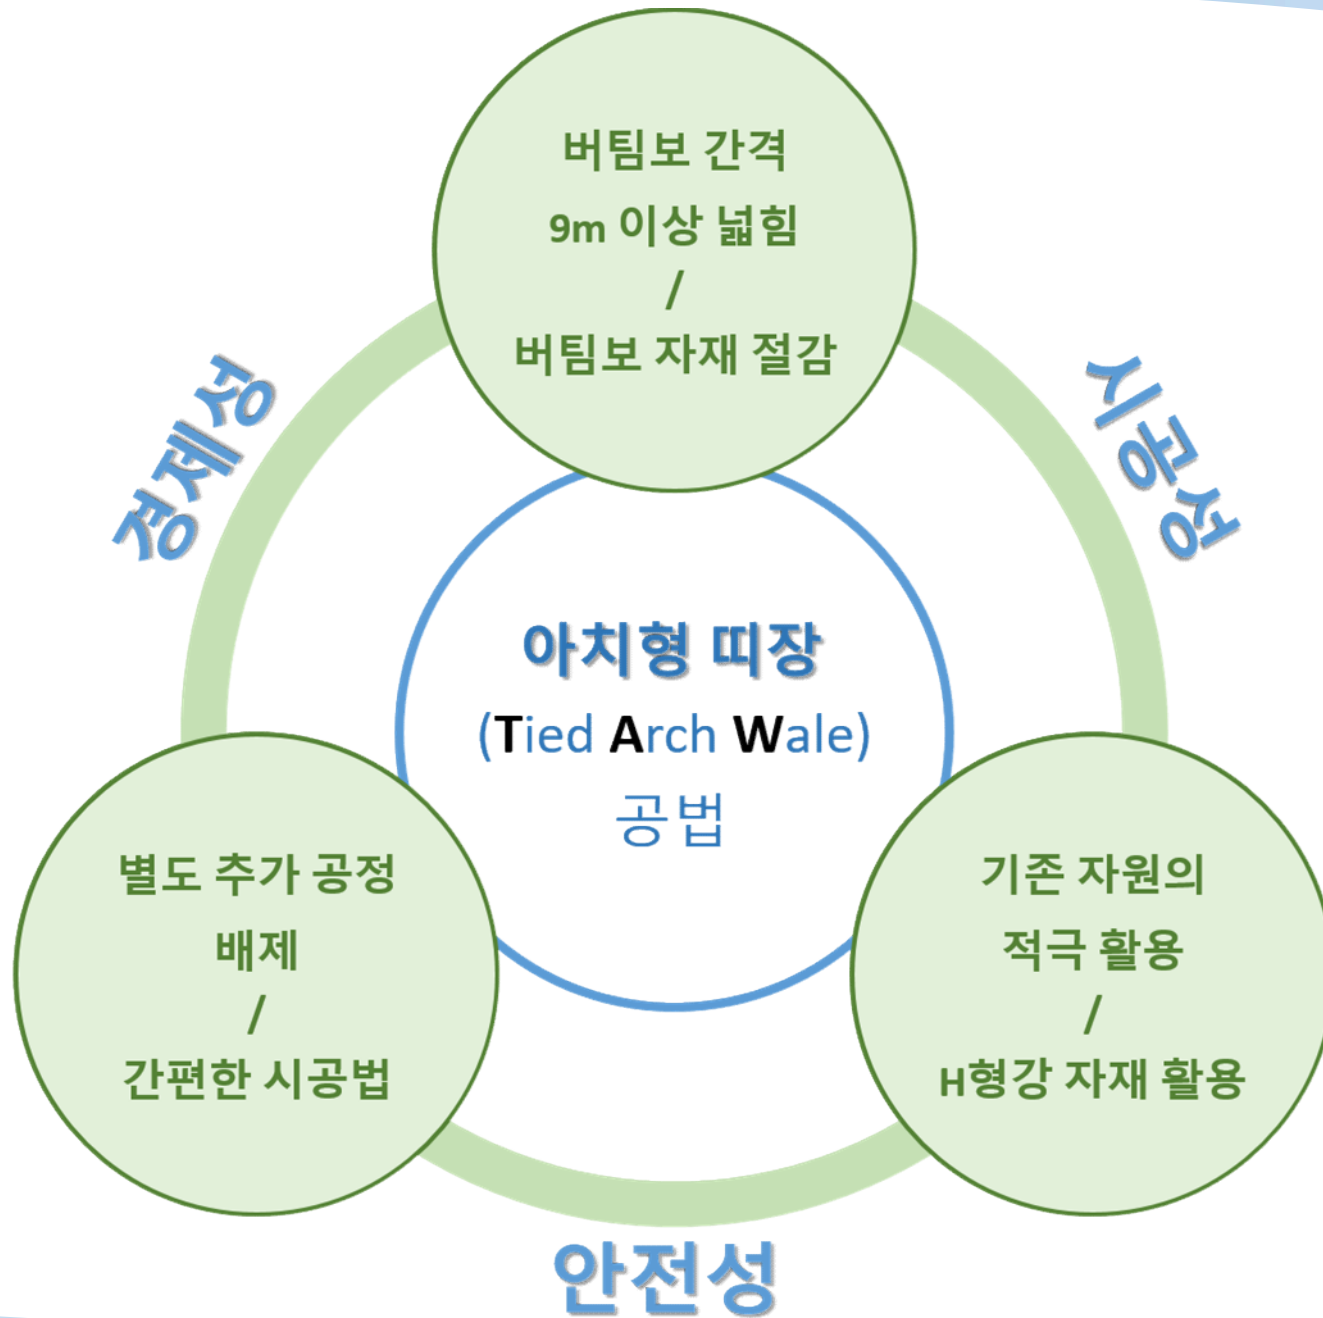 버팀보 간격
9m 이상 넓힘
/
버팀보 자재 절감
경제성
시공성
아치형 띠장
(Tied Arch Wale)
공법
별도 추가 공정
배제
/
간편한 시공법
기존 자원의
적극 활용
/
H형강 자재 활용
안전성